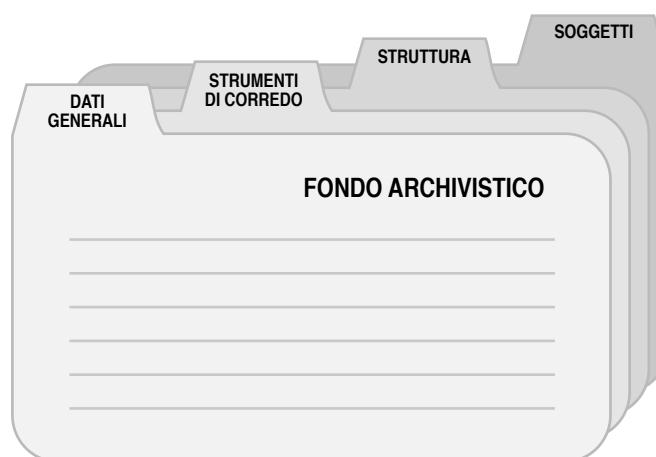 SOGGETTI
STRUTTURA
STRUMENTI
DI CORREDO
DATI
GENERALI
FONDO ARCHIVISTICO